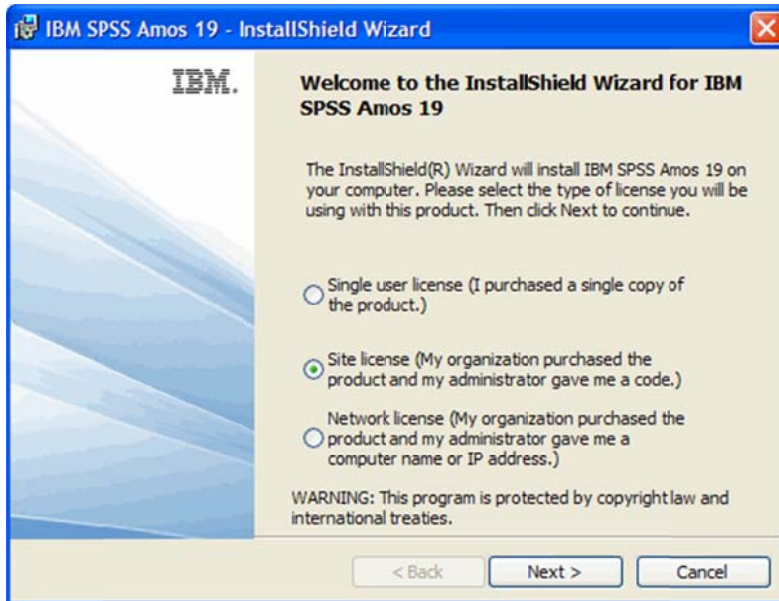 IBM SPSS Amos 19 - InstallShield Wizard
IBM.
Welcome to the InstallShield Wizard for IBM
SPSS Amos 19
The InstallShield(R) Wizard will install IBM SPSS Amos 19 on
your computer. Please select the type of license you will be
using with this product. Then click Next to continue.
Single user license (I purchased a single copy of
the product.)
Site license (My organization purchased the
product and my administrator gave me a code.)
Network license (My organization purchased the
product and my administrator gave me a
computer name or IP address.)
WARNING: This program is protected by copyright law and
international treaties.
< Back
Next >
Cancel